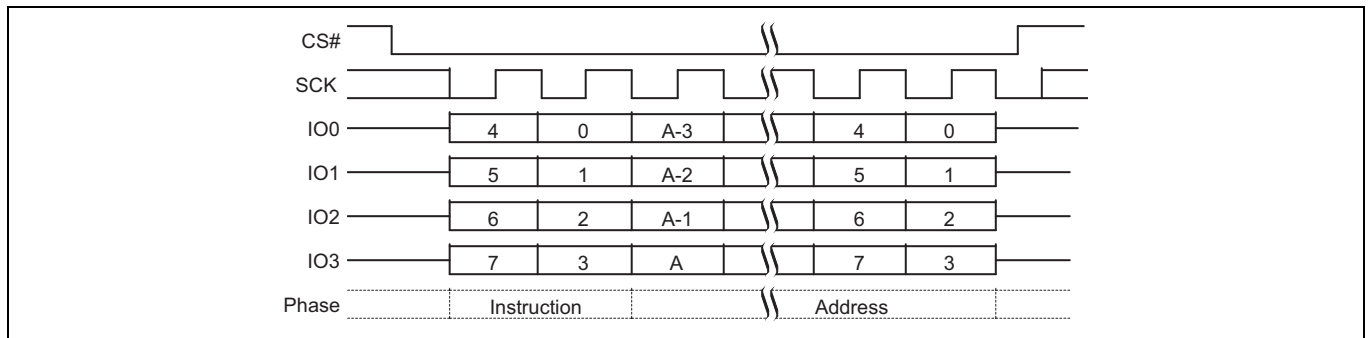 CS#
SCK
IO0 4 0 A-3 4 0
IO1 5 1 A-2 5 1
IO2 6 2 A-1 6 2
IO3 7 3 A 7 3
Phase Instruction Address